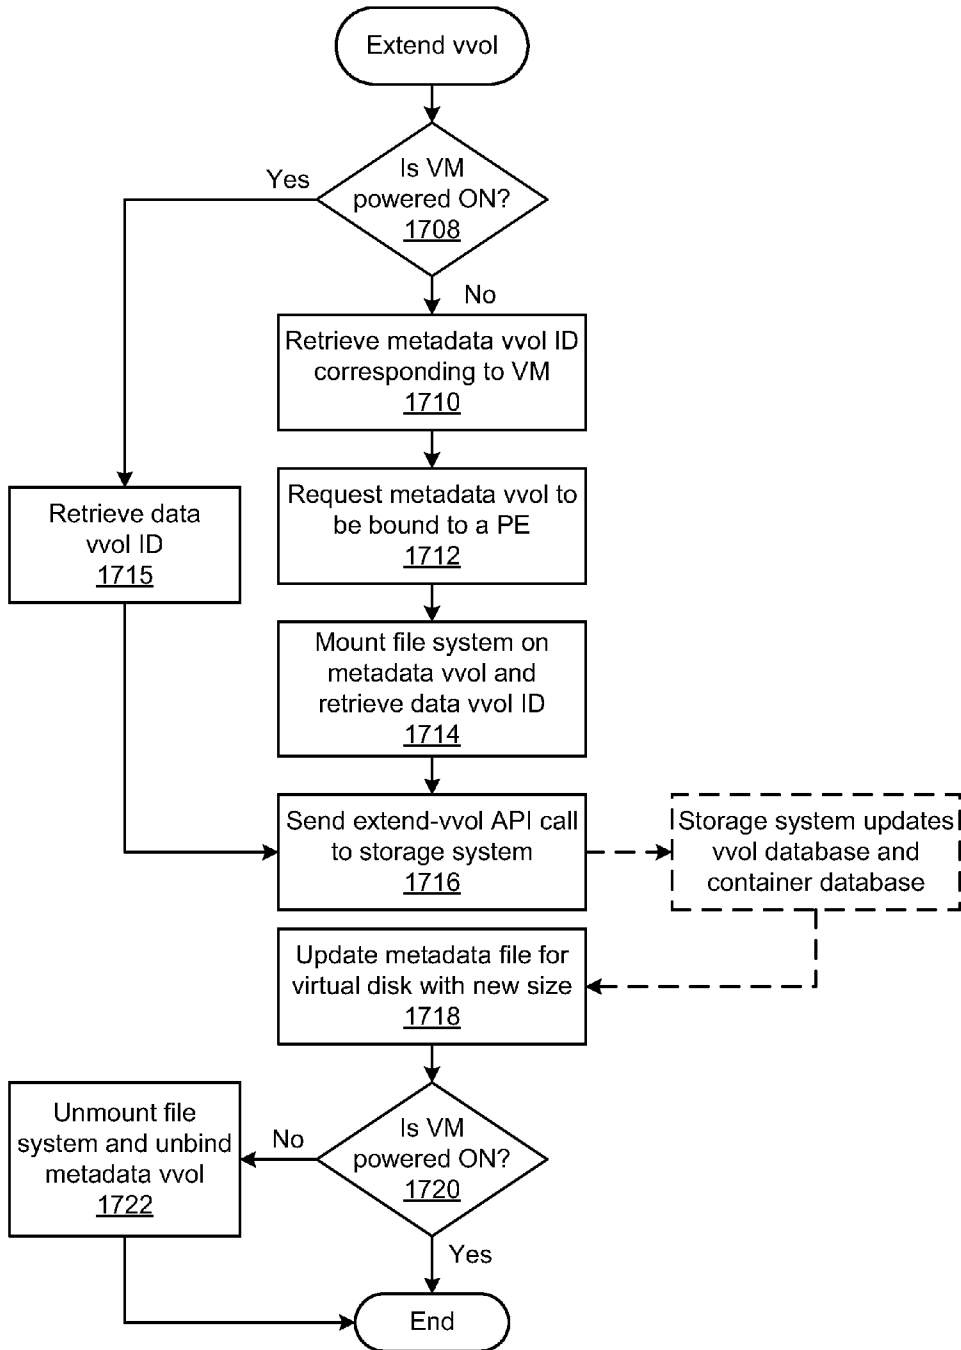 Extend vvol
Is VM
powered ON?
1708
Yes
No
Retrieve metadata vvol ID
corresponding to VM
1710
Request metadata vvol to
be bound to a PE
1712
Retrieve data
vvol ID
1715
Mount file system on
metadata vvol and
retrieve data vvol ID
1714
Send extend-vvol API call
to storage system
1716
Storage system updates
vvol database and
container database
Update metadata file for
virtual disk with new size
1718
Is VM
powered ON?
1720
No
Unmount file
system and unbind
metadata vvol
1722
Yes
End